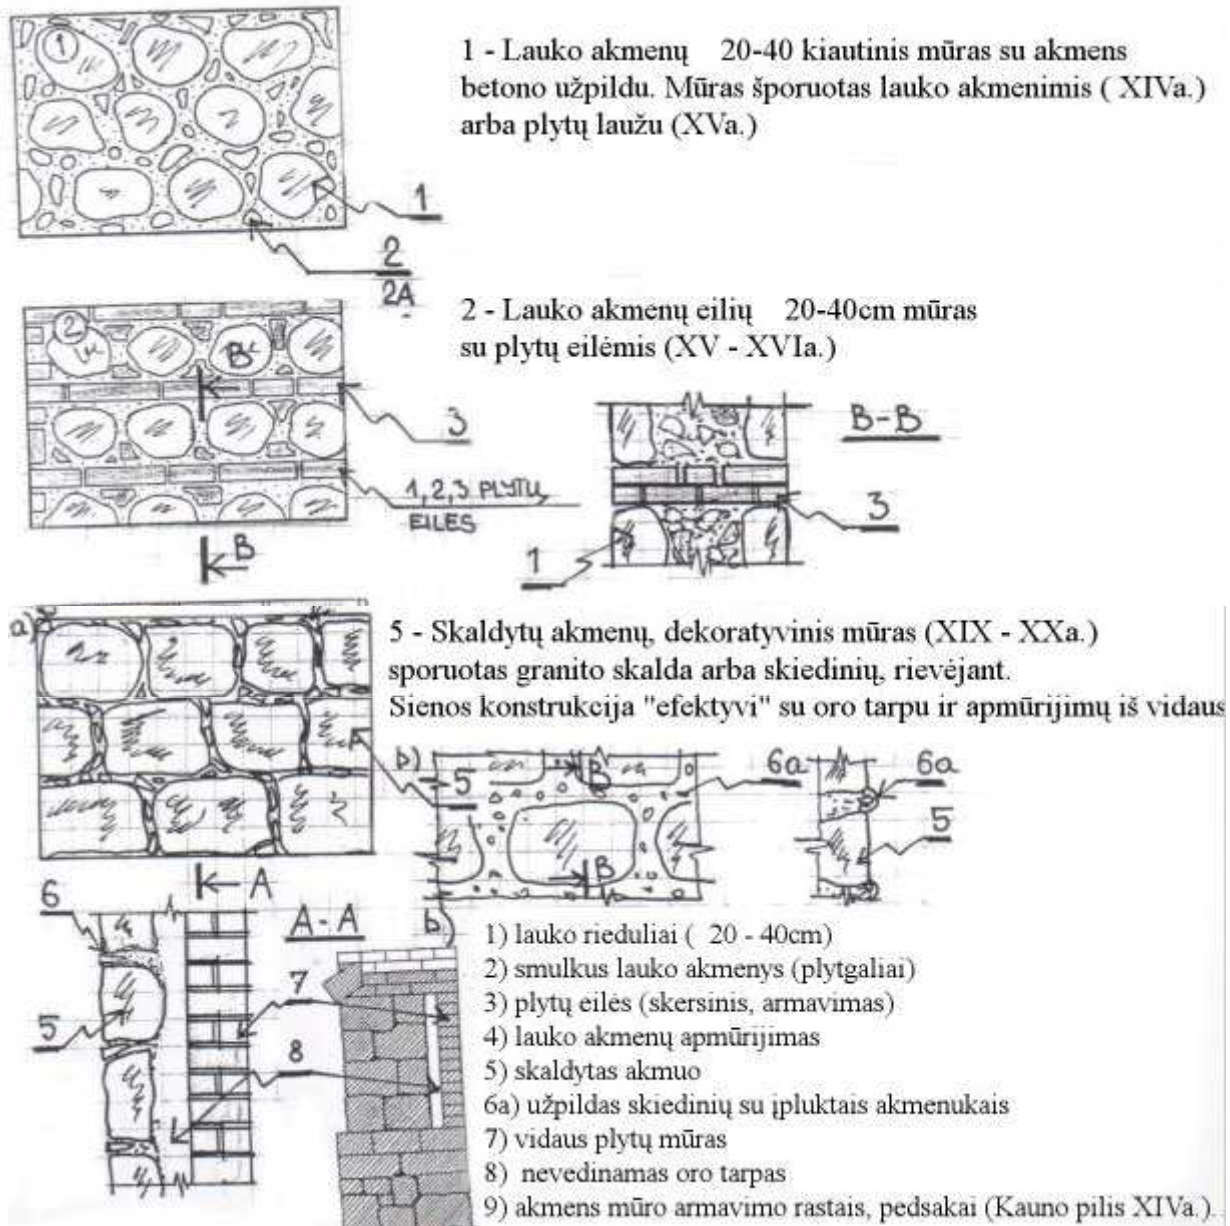 1
1 - Lauko akmenų 20-40 kiautinis mūras su akmens
betono užpildu. Mūras šporuotas lauko akmenimis ( XIVa.)
arba plytų laužu (XVa.)
1
2
2A
2
2 - Lauko akmenų eilių 20-40cm mūras
su plytų eilėmis (XV - XVIa.)
B
3
B-B
1,2,3 PLYTŲ
EILĖS
3
1
B
a)
5 - Skaldytų akmenų, dekoratyvinis mūras (XIX - XXa.)
sporuotas granito skalda arba skiedinių, rievėjant.
Sienos konstrukcija "efektyvi" su oro tarpu ir apmūrijimų iš vidaus
b)
5
B
6a
6a
5
B
A
6
A-A
b)
7
5
8
1) lauko rieduliai ( 20 - 40cm)
2) smulkus lauko akmenys (plytgaliai)
3) plytų eilės (skersinis, armavimas)
4) lauko akmenų apmūrijimas
5) skaldytas akmuo
6a) užpildas skiedinių su įpluktais akmenukais
7) vidaus plytų mūras
8) nevedinamas oro tarpas
9) akmens mūro armavimo rastais, pedsakai (Kauno pilis XIVa.)